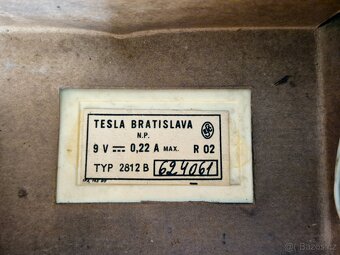 TESLA BRATISLAVA
N.P.
9 V ⎓ 0,22 A MAX. R 02
TYP 2812 B 624061